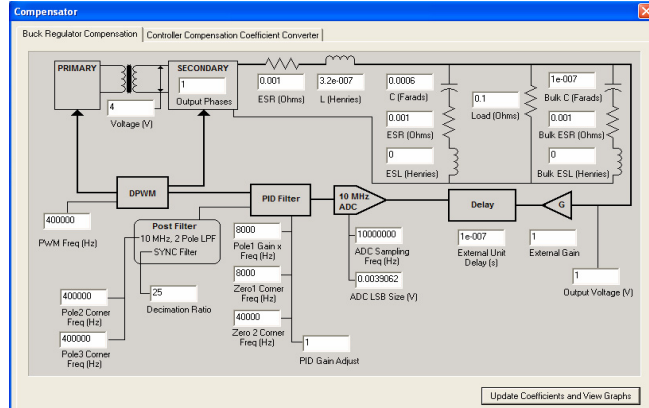 Compensator
Buck Regulator Compensation
Controller Compensation Coefficient Converter
PRIMARY
SECONDARY
1
Output Phases
4
Voltage (V)
0.001
ESR (Ohms)
3.2e-007
L (Henries)
0.0006
C (Farads)
0.001
ESR (Ohms)
0
ESL (Henries)
0.1
Load (Ohms)
1e-007
Bulk C (Farads)
0.001
Bulk ESR (Ohms)
0
Bulk ESL (Henries)
DPWM
PID Filter
10 MHz
ADC
Delay
G
400000
PWM Freq (Hz)
Post Filter
10 MHz, 2 Pole LPF
SYNC Filter
8000
Pole1 Gain x
Freq (Hz)
8000
Zero1 Corner
Freq (Hz)
40000
Zero 2 Corner
Freq (Hz)
10000000
ADC Sampling
Freq (Hz)
0.0039062
ADC LSB Size (V)
1e-007
External Unit
Delay (s)
1
External Gain
1
Output Voltage (V)
400000
Pole2 Corner
Freq (Hz)
400000
Pole3 Corner
Freq (Hz)
25
Decimation Ratio
1
PID Gain Adjust
Update Coefficients and View Graphs